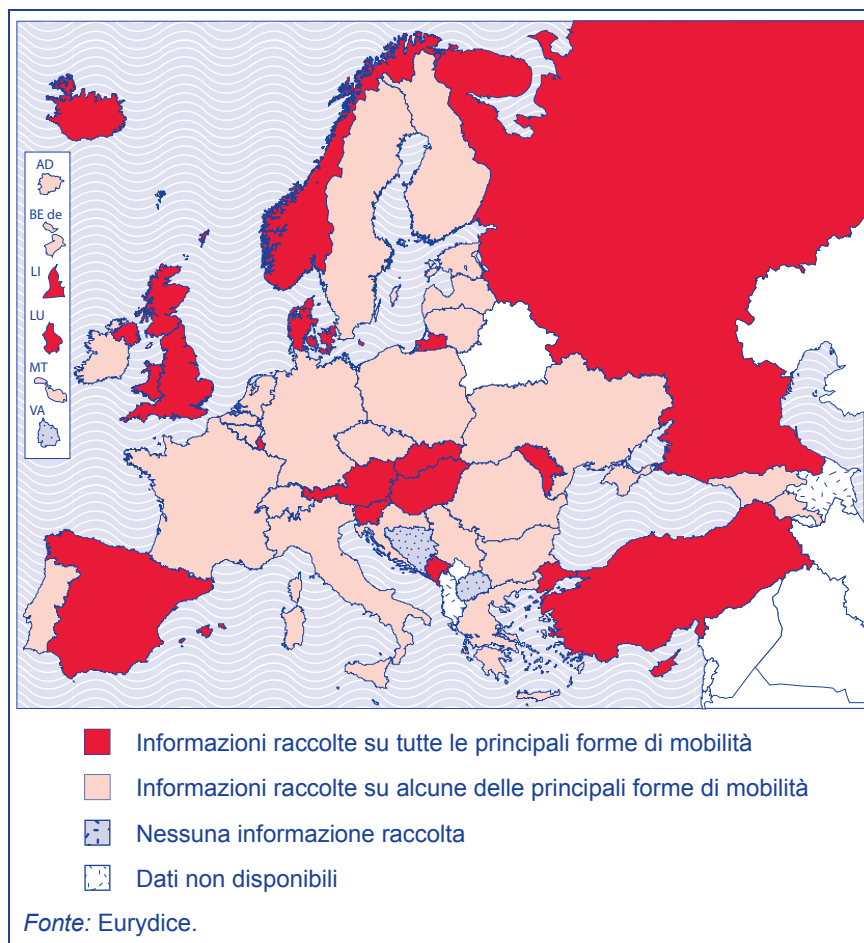 AD
BE de
LI
LU
MT
VA
Informazioni raccolte su tutte le principali forme di mobilità
Informazioni raccolte su alcune delle principali forme di mobilità
Nessuna informazione raccolta
Dati non disponibili
Fonte: Eurydice.